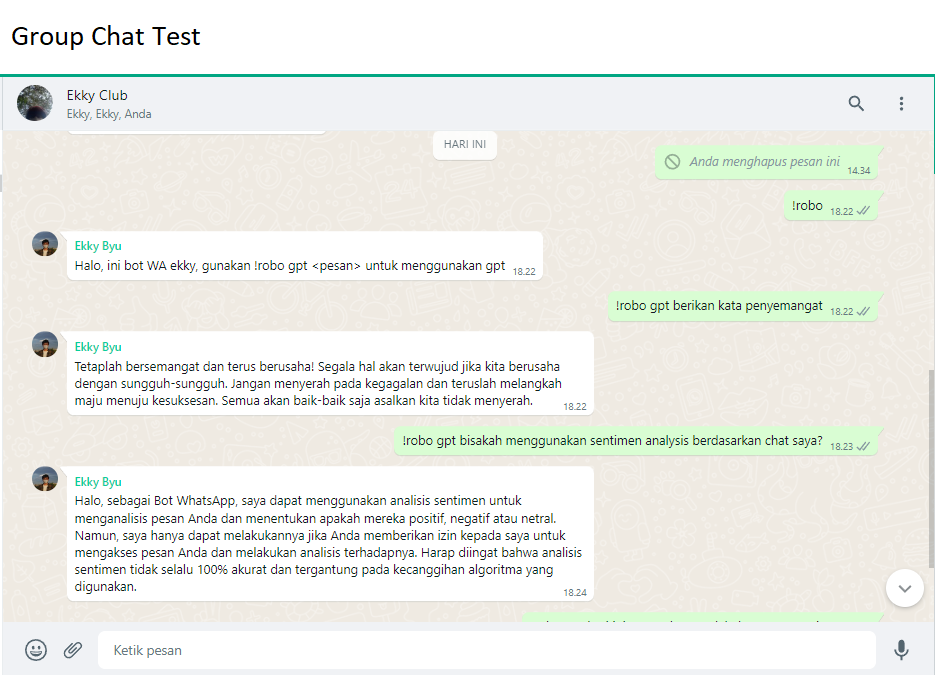 Group Chat Test
Ekky Club
Ekky, Ekky, Anda
HARI INI
Anda menghapus pesan ini 14.34
!robo 18.22
Ekky Byu
Halo, ini bot WA ekky, gunakan !robo gpt <pesan> untuk menggunakan gpt 18.22
!robo gpt berikan kata penyemangat 18.22
Ekky Byu
Tetaplah bersemangat dan terus berusaha! Segala hal akan terwujud jika kita berusaha
dengan sungguh-sungguh. Jangan menyerah pada kegagalan dan teruslah melangkah
maju menuju kesuksesan. Semua akan baik-baik saja asalkan kita tidak menyerah. 18.22
!robo gpt bisakah menggunakan sentimen analysis berdasarkan chat saya? 18.23
Ekky Byu
Halo, sebagai Bot WhatsApp, saya dapat menggunakan analisis sentimen untuk
menganalisis pesan Anda dan menentukan apakah mereka positif, negatif atau netral.
Namun, saya hanya dapat melakukannya jika Anda memberikan izin kepada saya untuk
mengakses pesan Anda dan melakukan analisis terhadapnya. Harap diingat bahwa analisis
sentimen tidak selalu 100% akurat dan tergantung pada kecanggihan algoritma yang
digunakan. 18.24
Ketik pesan